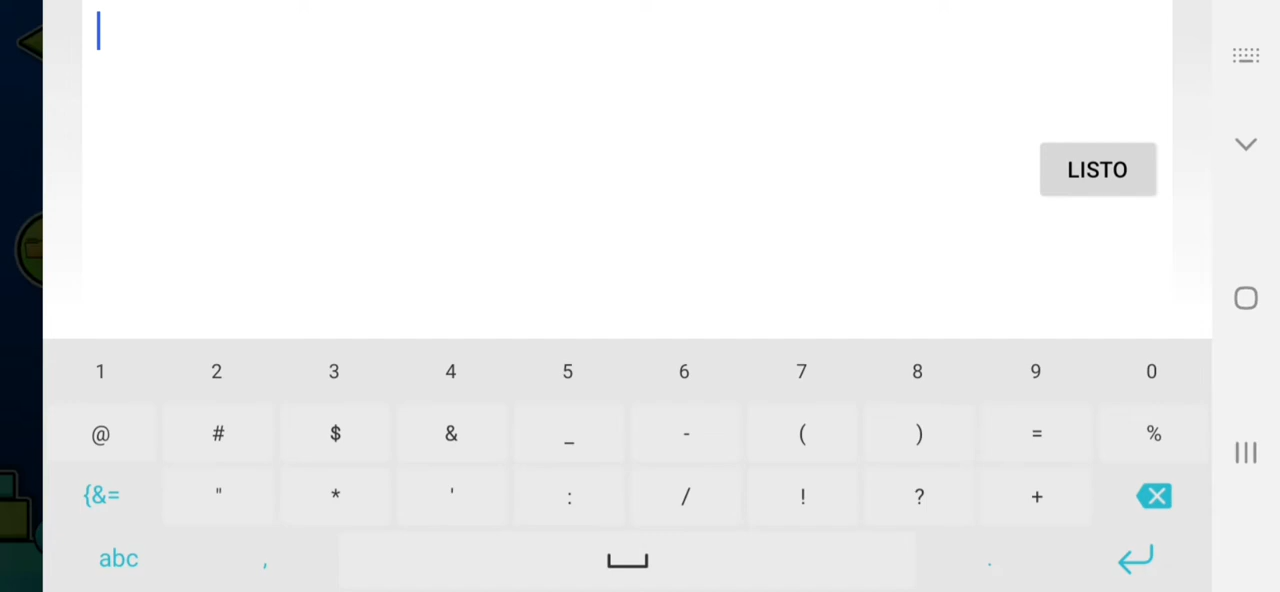 LISTO
1 2 3 4 5 6 7 8 9 0
@ # $ & _ - ( ) = %
{&= " * ' : / ! ? +
abc , .